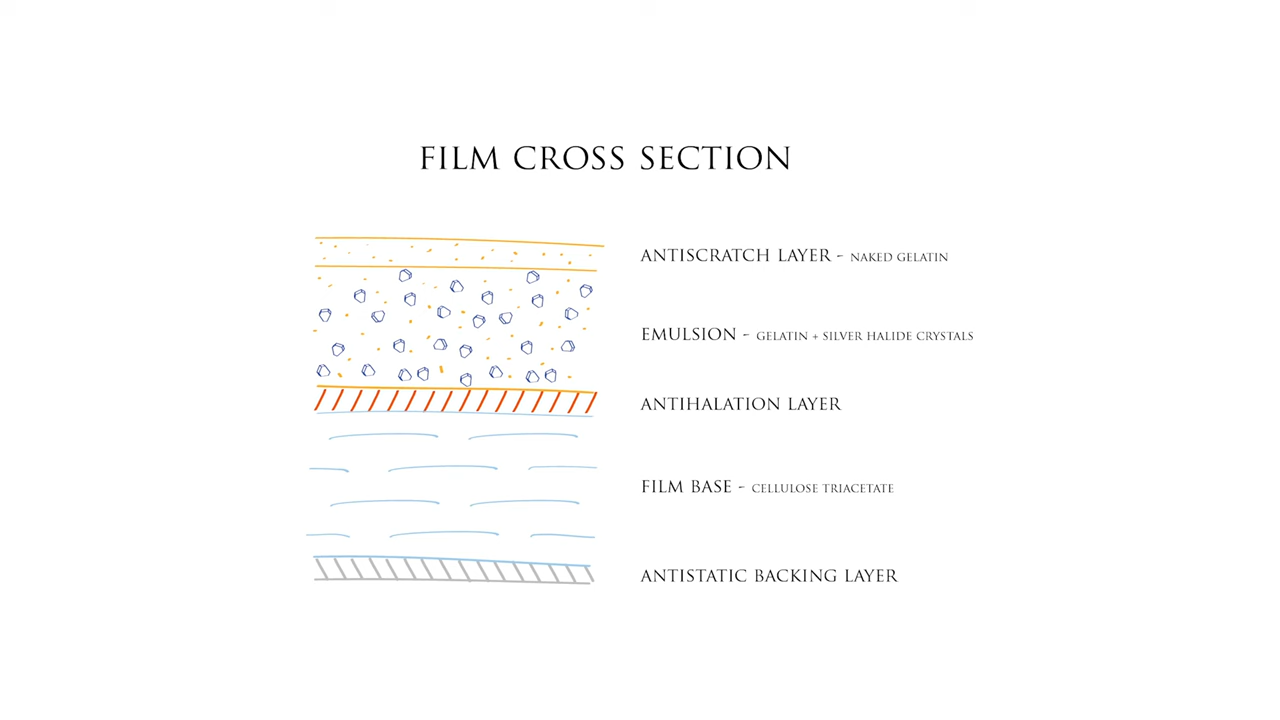 FILM CROSS SECTION
ANTISCRATCH LAYER - NAKED GELATIN
EMULSION - GELATIN + SILVER HALIDE CRYSTALS
ANTIHALATION LAYER
FILM BASE - CELLULOSE TRIACETATE
ANTISTATIC BACKING LAYER